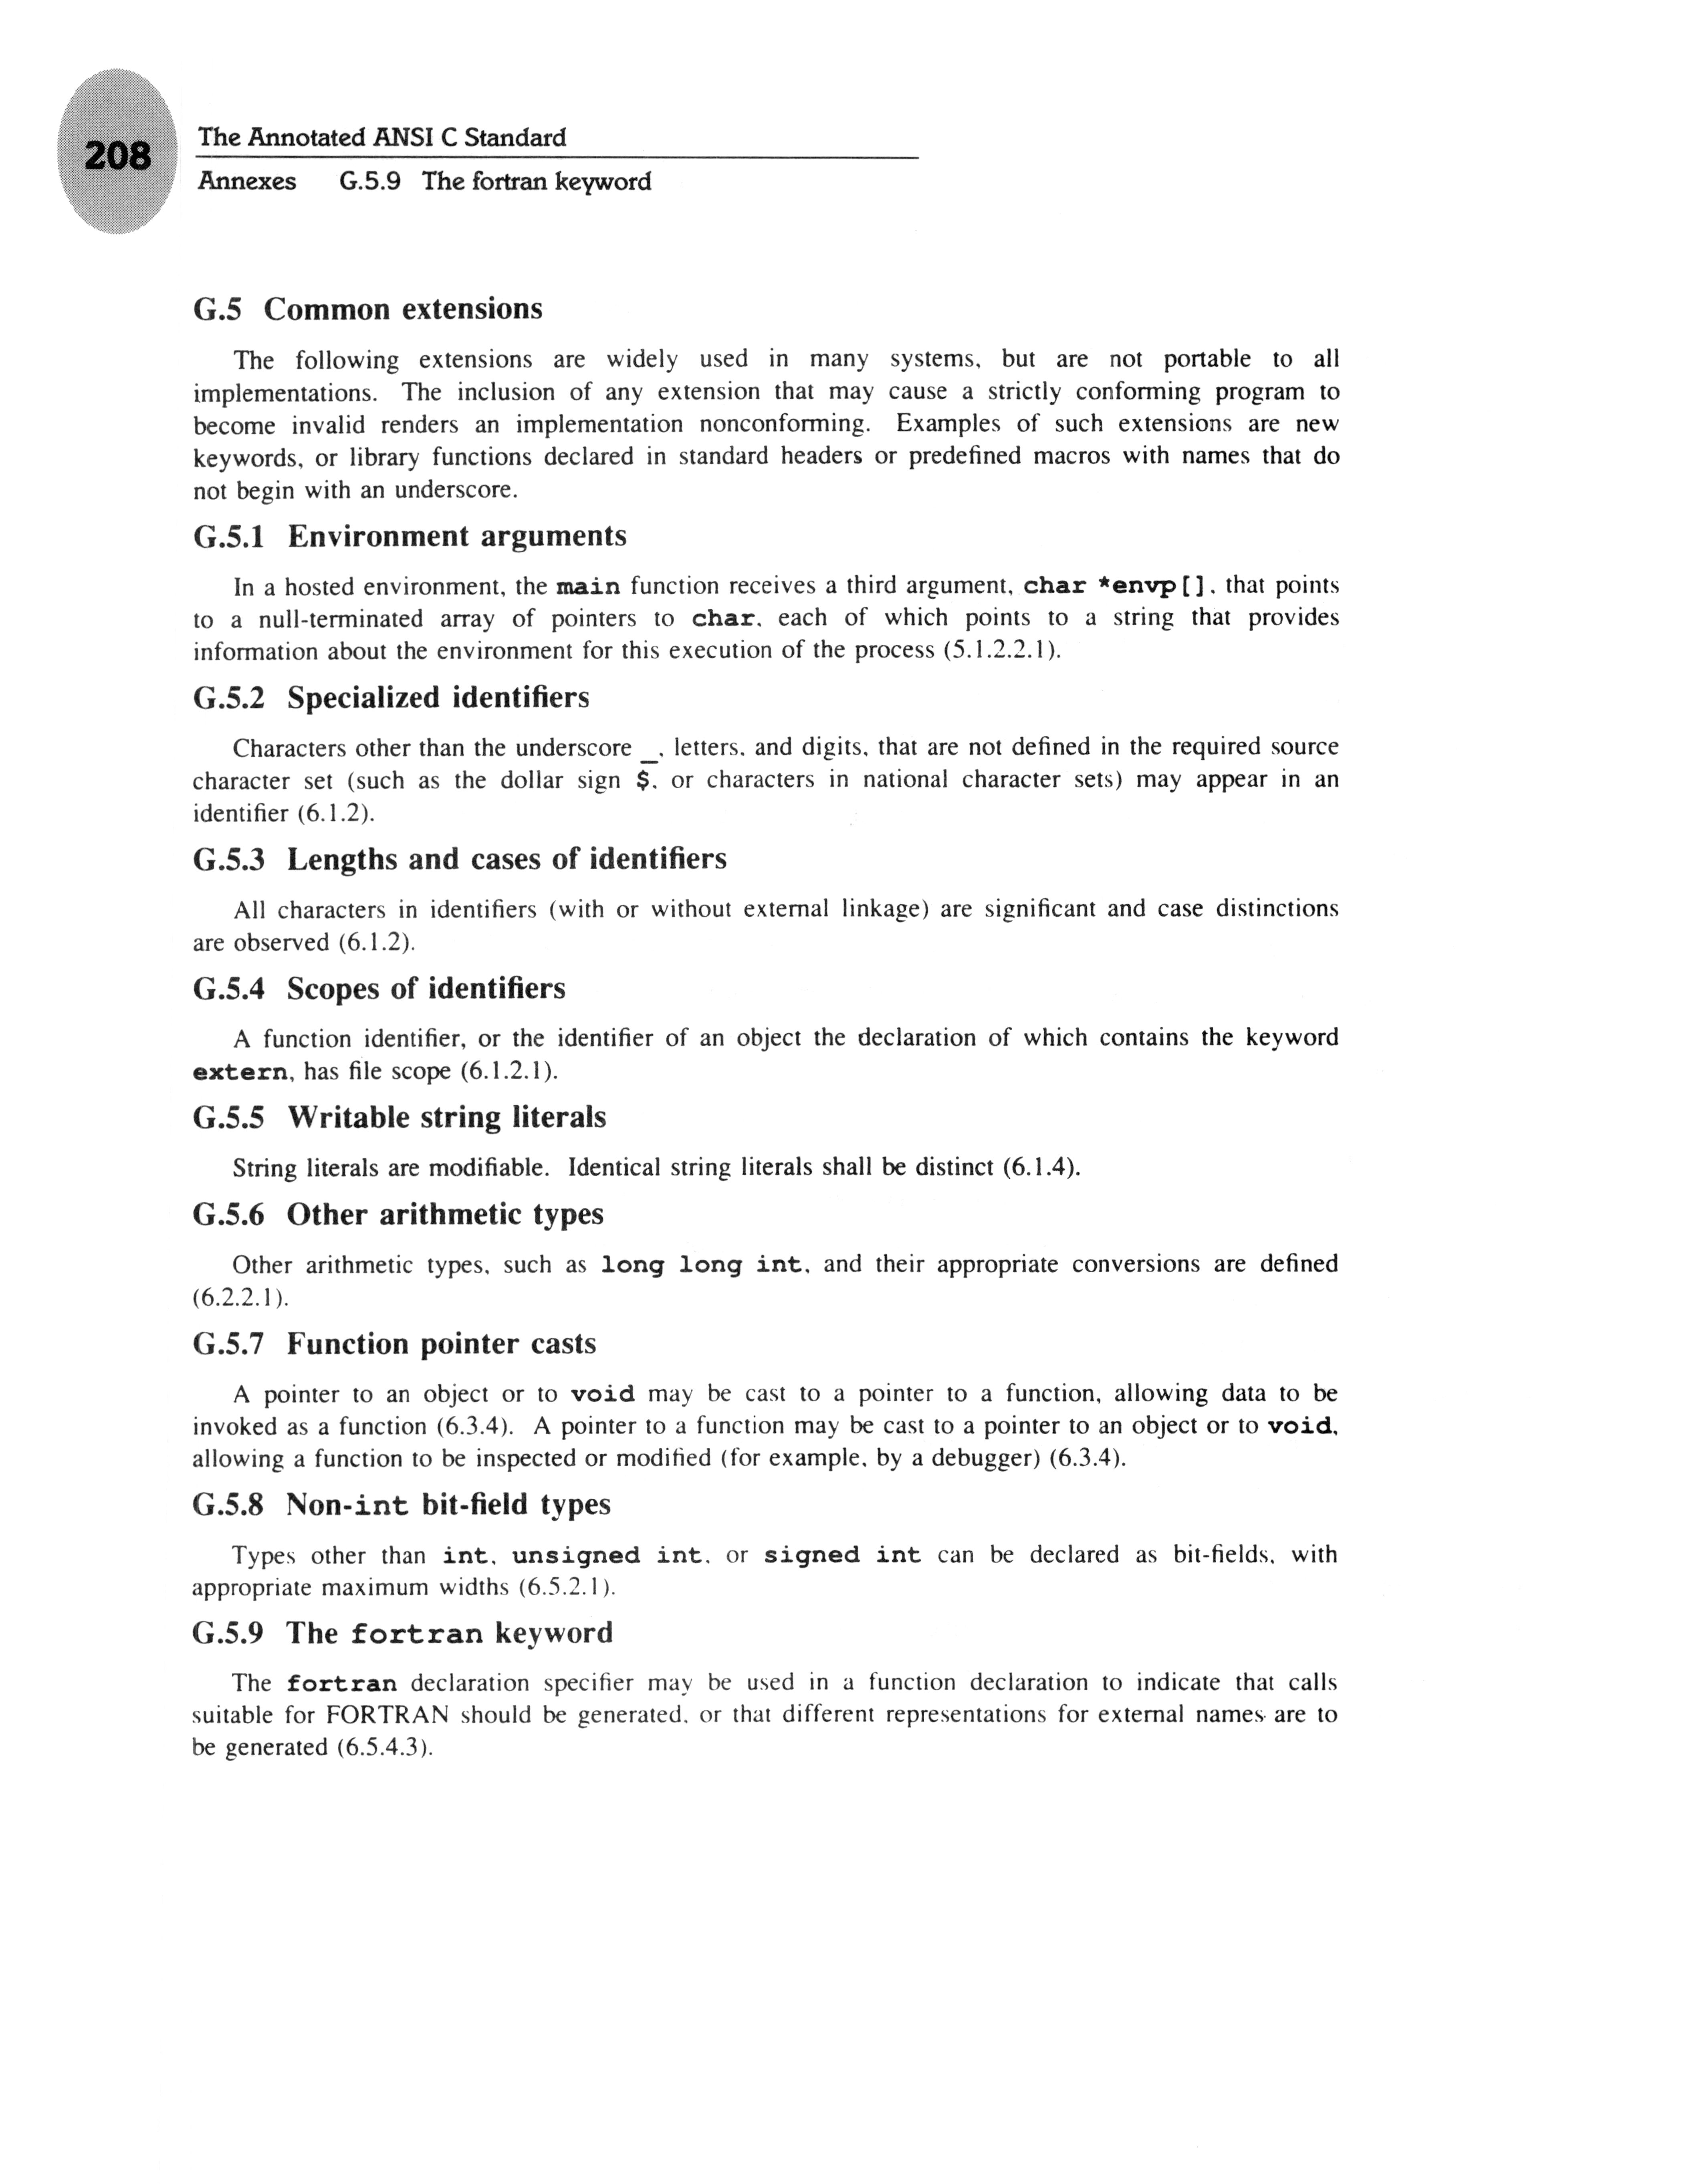 208
The Annotated ANSI C Standard
Annexes G.5.9 The fortran keyword
G.5 Common extensions
The following extensions are widely used in many systems, but are not portable to all
implementations. The inclusion of any extension that may cause a strictly conforming program to
become invalid renders an implementation nonconforming. Examples of such extensions are new
keywords, or library functions declared in standard headers or predefined macros with names that do
not begin with an underscore.
G.5.1 Environment arguments
In a hosted environment, the main function receives a third argument, char *envp[], that points
to a null-terminated array of pointers to char, each of which points to a string that provides
information about the environment for this execution of the process (5.1.2.2.1).
G.5.2 Specialized identifiers
Characters other than the underscore _, letters, and digits, that are not defined in the required source
character set (such as the dollar sign $, or characters in national character sets) may appear in an
identifier (6.1.2).
G.5.3 Lengths and cases of identifiers
All characters in identifiers (with or without external linkage) are significant and case distinctions
are observed (6.1.2).
G.5.4 Scopes of identifiers
A function identifier, or the identifier of an object the declaration of which contains the keyword
extern, has file scope (6.1.2.1).
G.5.5 Writable string literals
String literals are modifiable. Identical string literals shall be distinct (6.1.4).
G.5.6 Other arithmetic types
Other arithmetic types, such as long long int, and their appropriate conversions are defined
(6.2.2.1).
G.5.7 Function pointer casts
A pointer to an object or to void may be cast to a pointer to a function, allowing data to be
invoked as a function (6.3.4). A pointer to a function may be cast to a pointer to an object or to void,
allowing a function to be inspected or modified (for example, by a debugger) (6.3.4).
G.5.8 Non-int bit-field types
Types other than int, unsigned int, or signed int can be declared as bit-fields, with
appropriate maximum widths (6.5.2.1).
G.5.9 The fortran keyword
The fortran declaration specifier may be used in a function declaration to indicate that calls
suitable for FORTRAN should be generated, or that different representations for external names are to
be generated (6.5.4.3).